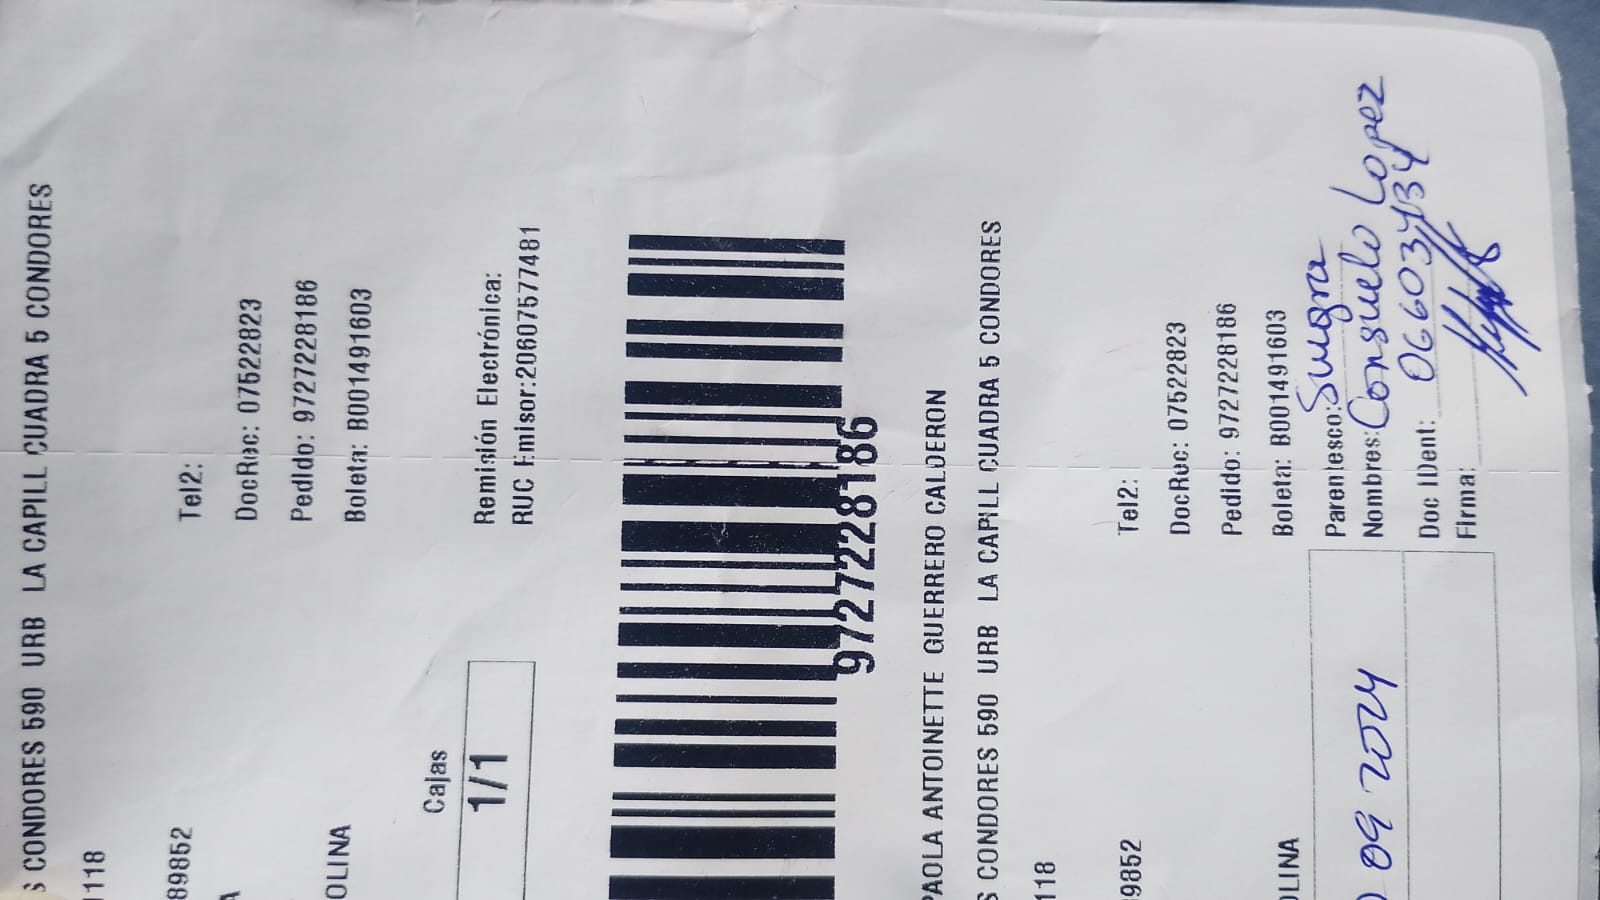 S CONDORES 590 URB LA CAPILL CUADRA 5 CONDORES
1118
89852 Tel2:
DocRec: 07522823
Pedido: 972722​8186
OLINA Boleta: B001491603
Cajas
1/1
Remisión Electrónica:
RUC Emisor:20607577481
9727228186
PAOLA ANTOINETTE GUERRERO CALDERON
S CONDORES 590 URB LA CAPILL CUADRA 5 CONDORES
118
9852 Tel2:
DocRec: 07522823
Pedido: 9727228186
OLINA Boleta: B001491603
Parentesco: Suegra
09 2024 Nombres: Consuelo Lopez
Doc IDent: 06603434
Firma: